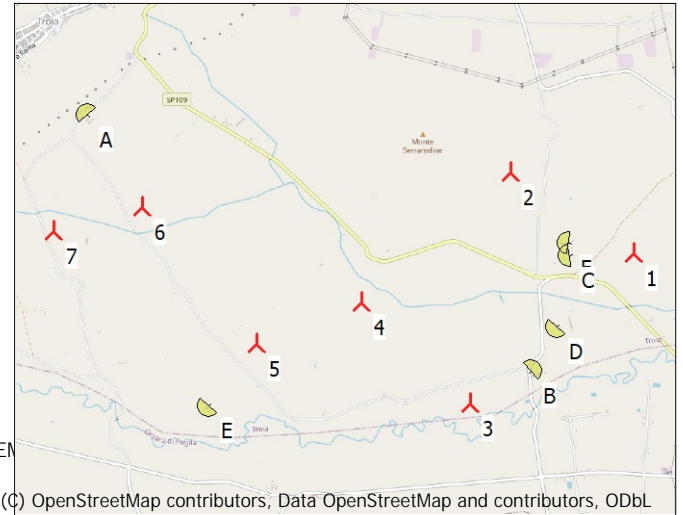 Troia
SP109
A
Monte
Serraredine
2
6
7
1
C
4
D
Troia
5
B
E
3
Troia
EM
(C) OpenStreetMap contributors, Data OpenStreetMap and contributors, ODbL